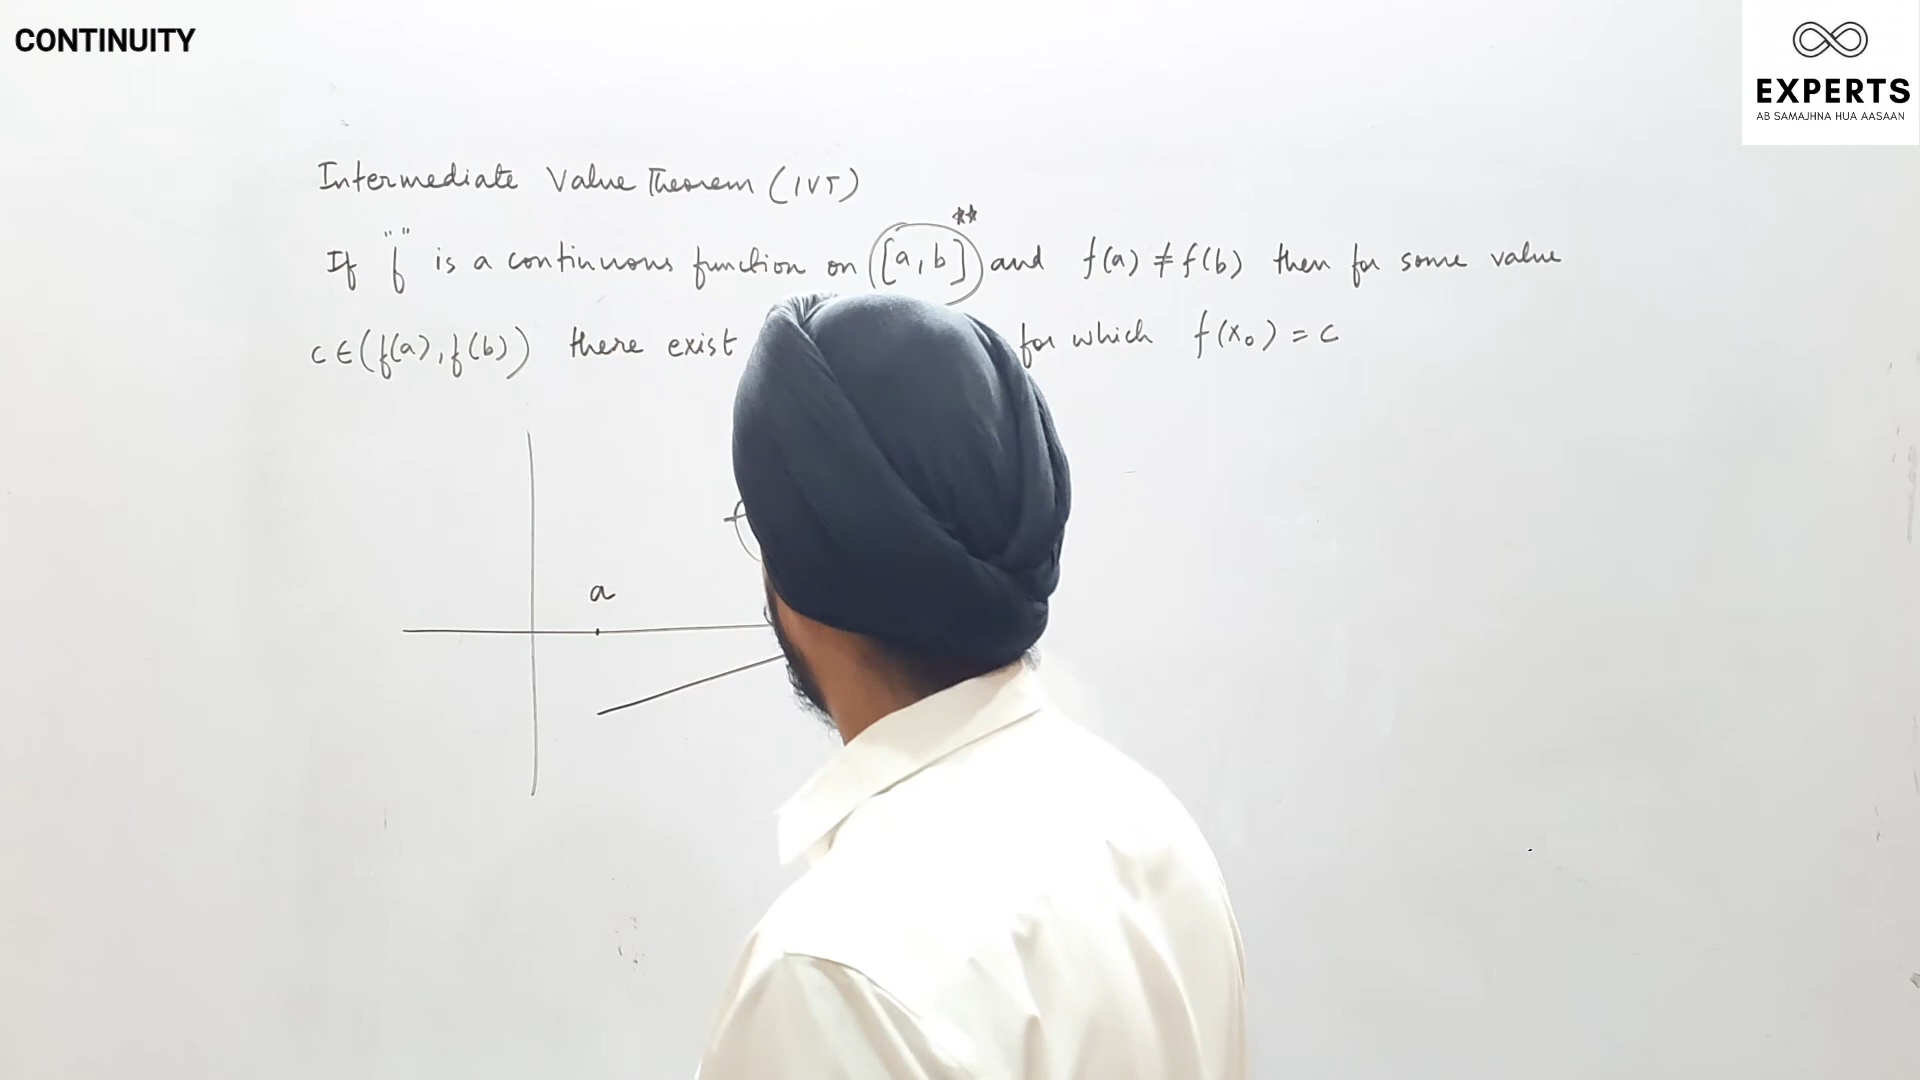 CONTINUITY
EXPERTS
AB SAMAJHNA HUA AASAAN
Intermediate Value Theorem (IVT)
If "f" is a continuous function on [a,b] ** and f(a) ≠ f(b) then for some value
c ∈ (f(a), f(b)) there exist for which f(x₀) = c
a